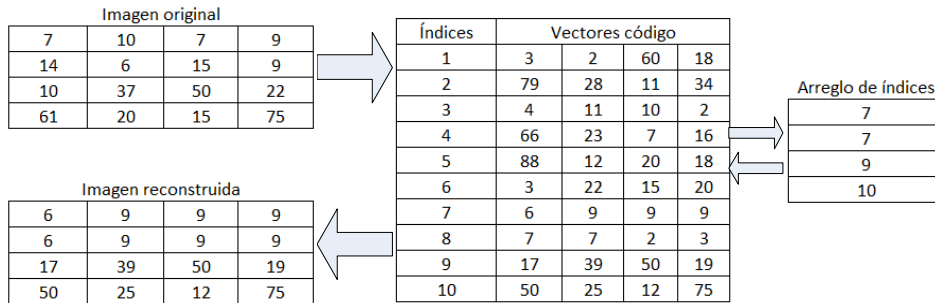 Imagen original
7 10 7 9
14 6 15 9
10 37 50 22
61 20 15 75
Índices Vectores código
1 3 2 60 18
2 79 28 11 34
3 4 11 10 2
4 66 23 7 16
5 88 12 20 18
6 3 22 15 20
7 6 9 9 9
8 7 7 2 3
9 17 39 50 19
10 50 25 12 75
Arreglo de índices
7
7
9
10
Imagen reconstruida
6 9 9 9
6 9 9 9
17 39 50 19
50 25 12 75